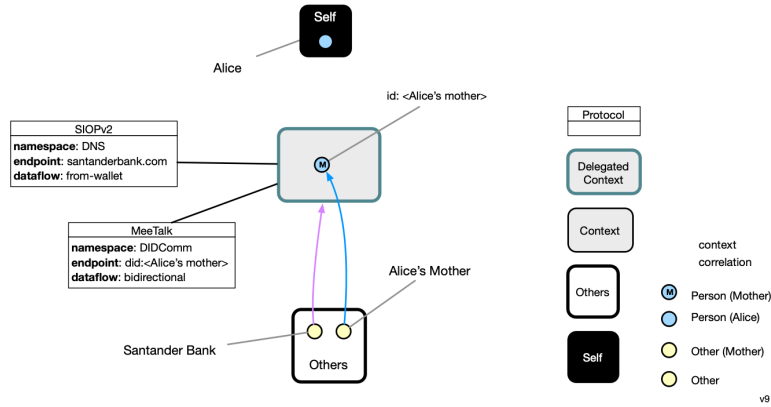 Self
Alice
id: <Alice's mother>
SIOPv2
namespace: DNS
endpoint: santanderbank.com
dataflow: from-wallet
M
MeeTalk
namespace: DIDComm
endpoint: did:<Alice's mother>
dataflow: bidirectional
Alice's Mother
Santander Bank
Others
Protocol
Delegated
Context
Context
context
correlation
Others
M Person (Mother)
Person (Alice)
Self
Other (Mother)
Other
v9